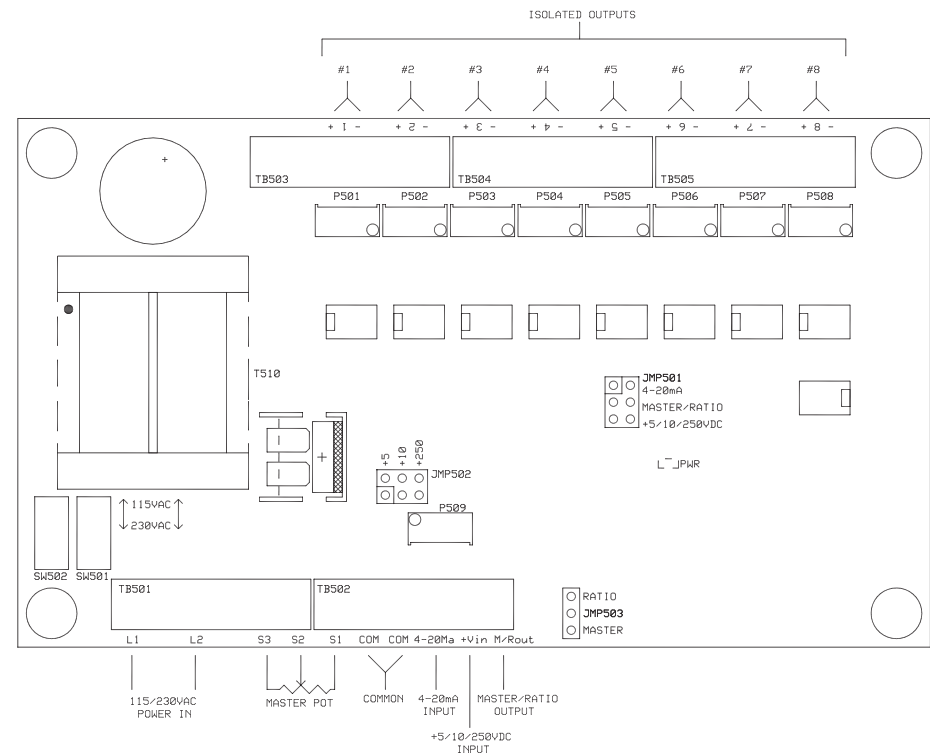 ISOLATED OUTPUTS
#1 #2 #3 #4 #5 #6 #7 #8
+ 1 - + 2 - + 3 - + 4 - + 5 - + 6 - + 7 - + 8 -
TB503 TB504 TB505
P501 P502 P503 P504 P505 P506 P507 P508
+
T510
JMP501
4-20mA
MASTER/RATIO
+5/10/250VDC
+
+5 +10 +250
JMP502
PWR
115VAC
230VAC
P509
SW502 SW501
TB501 TB502
RATIO
JMP503
MASTER
L1 L2 S3 S2 S1 COM COM 4-20Ma +Vin M/Rout
115/230VAC
POWER IN
MASTER POT
COMMON
4-20mA
INPUT
MASTER/RATIO
OUTPUT
+5/10/250VDC
INPUT